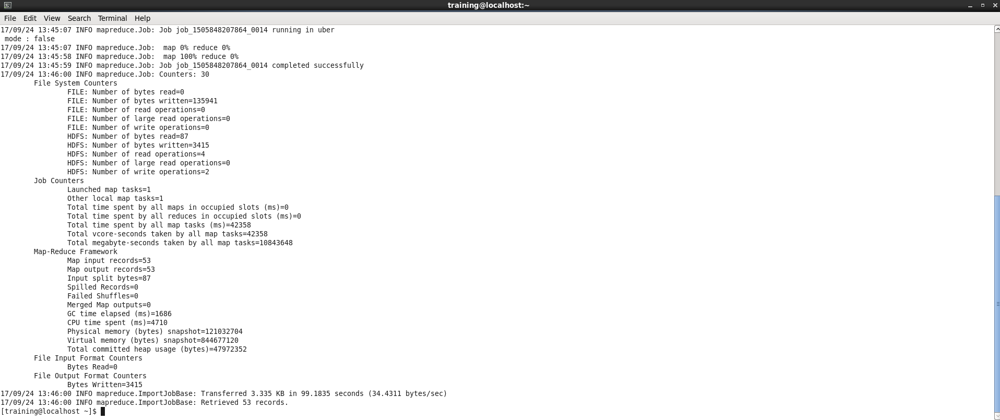 training@localhost:~
File Edit View Search Terminal Help
17/09/24 13:45:07 INFO mapreduce.Job: Job job_1505848207864_0014 running in uber
 mode : false
17/09/24 13:45:07 INFO mapreduce.Job:  map 0% reduce 0%
17/09/24 13:45:58 INFO mapreduce.Job:  map 100% reduce 0%
17/09/24 13:45:59 INFO mapreduce.Job: Job job_1505848207864_0014 completed successfully
17/09/24 13:46:00 INFO mapreduce.Job: Counters: 30
File System Counters
FILE: Number of bytes read=0
FILE: Number of bytes written=135941
FILE: Number of read operations=0
FILE: Number of large read operations=0
FILE: Number of write operations=0
HDFS: Number of bytes read=87
HDFS: Number of bytes written=3415
HDFS: Number of read operations=4
HDFS: Number of large read operations=0
HDFS: Number of write operations=2
Job Counters
Launched map tasks=1
Other local map tasks=1
Total time spent by all maps in occupied slots (ms)=0
Total time spent by all reduces in occupied slots (ms)=0
Total time spent by all map tasks (ms)=42358
Total vcore-seconds taken by all map tasks=42358
Total megabyte-seconds taken by all map tasks=10843648
Map-Reduce Framework
Map input records=53
Map output records=53
Input split bytes=87
Spilled Records=0
Failed Shuffles=0
Merged Map outputs=0
GC time elapsed (ms)=1686
CPU time spent (ms)=4710
Physical memory (bytes) snapshot=121032704
Virtual memory (bytes) snapshot=844677120
Total committed heap usage (bytes)=47972352
File Input Format Counters
Bytes Read=0
File Output Format Counters
Bytes Written=3415
17/09/24 13:46:00 INFO mapreduce.ImportJobBase: Transferred 3.335 KB in 99.1835 seconds (34.4311 bytes/sec)
17/09/24 13:46:00 INFO mapreduce.ImportJobBase: Retrieved 53 records.
[training@localhost ~]$